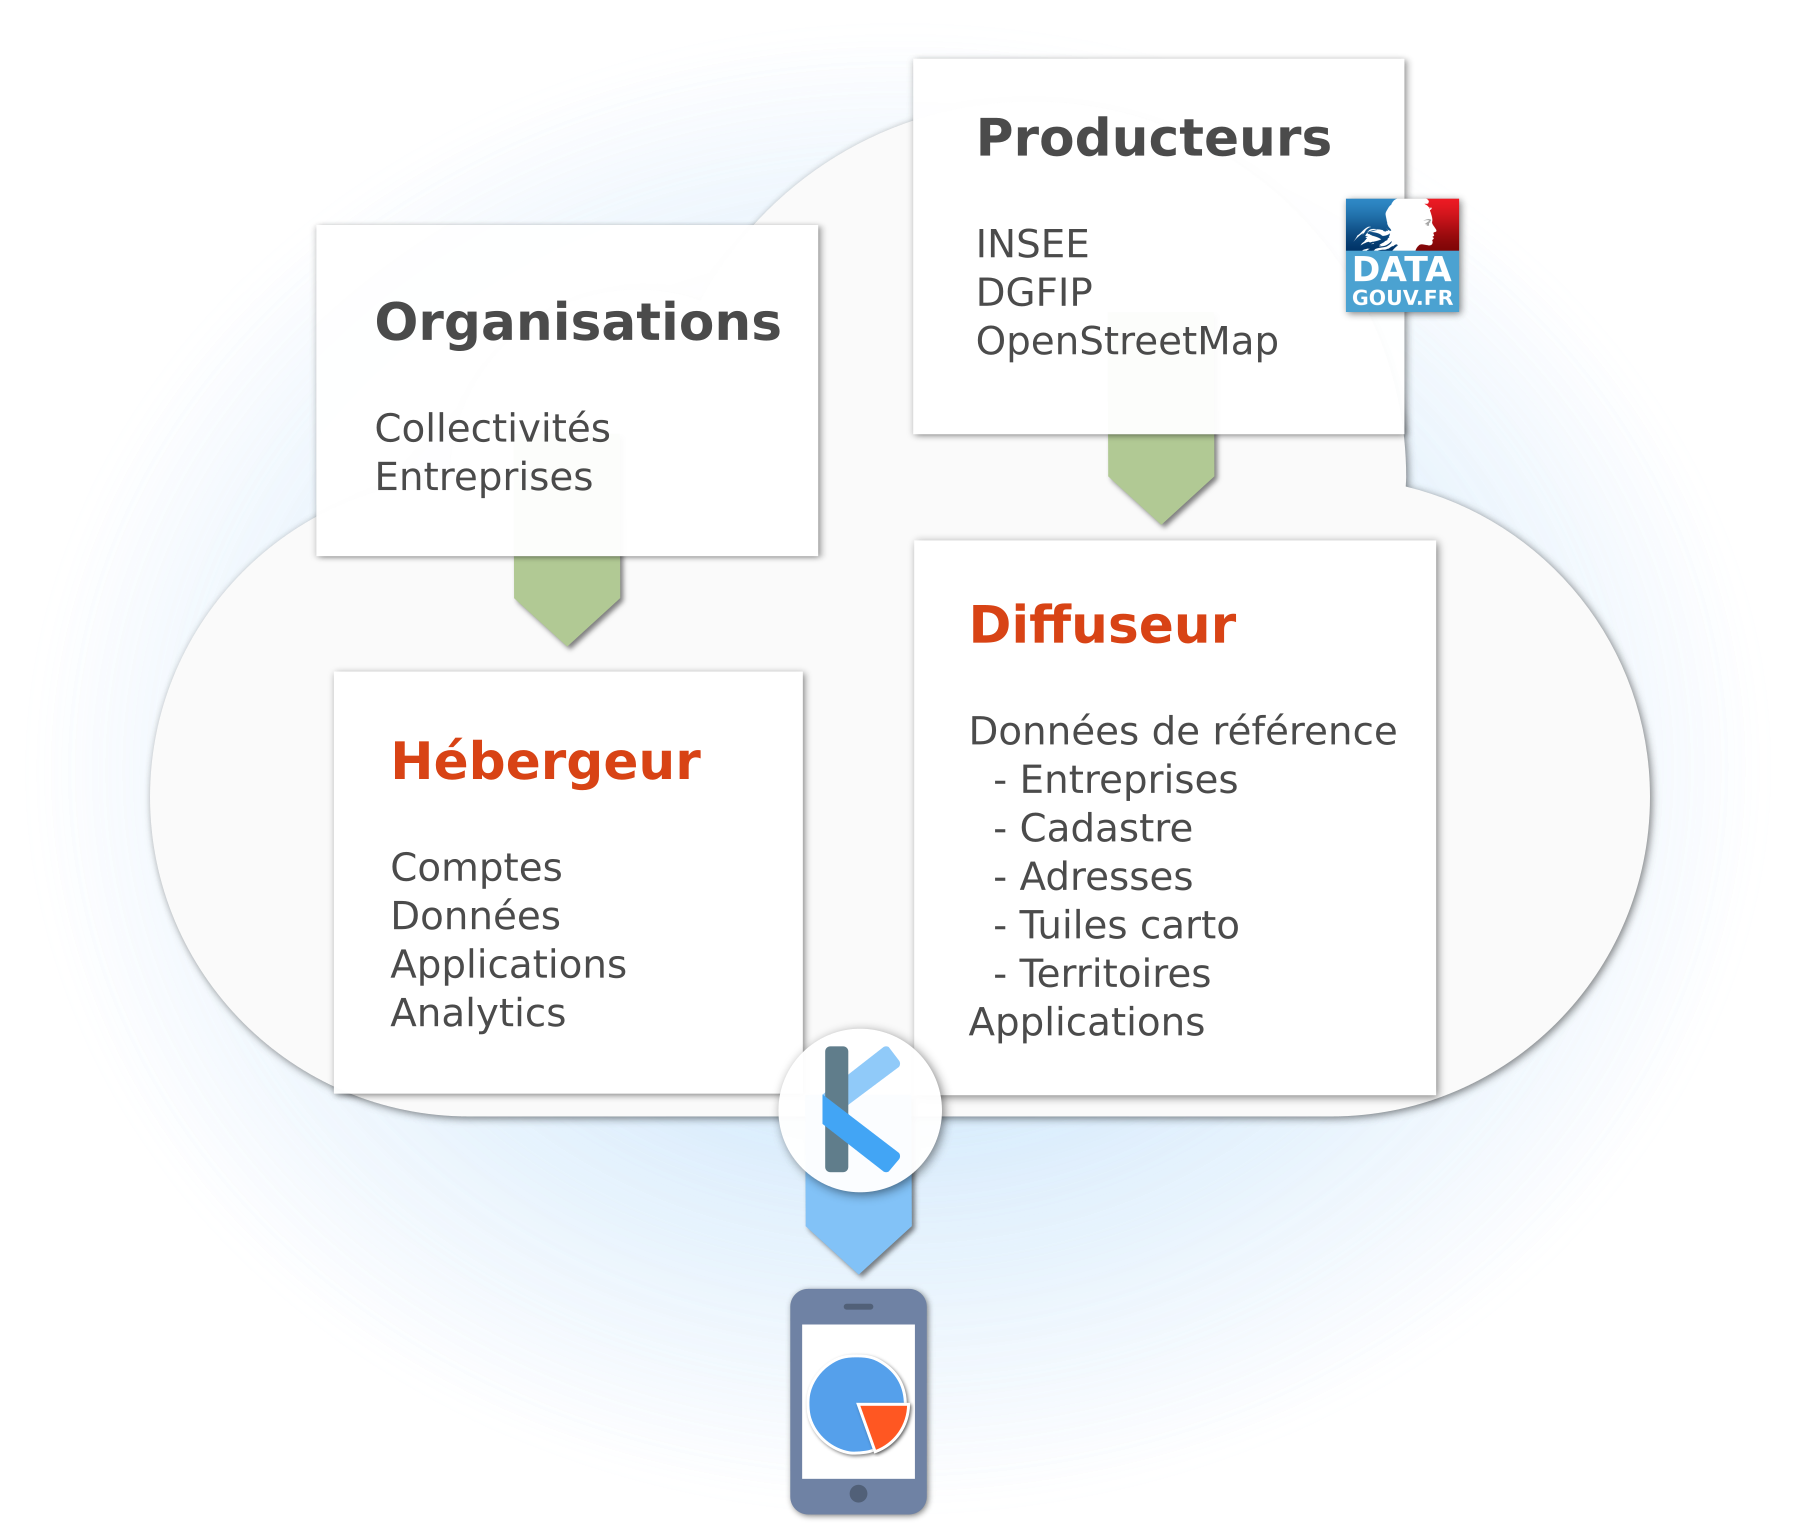 Producteurs
INSEE
DGFIP
OpenStreetMap
DATA
GOUV.FR
Organisations
Collectivités
Entreprises
Diffuseur
Données de référence
- Entreprises
- Cadastre
- Adresses
- Tuiles carto
- Territoires
Applications
Hébergeur
Comptes
Données
Applications
Analytics